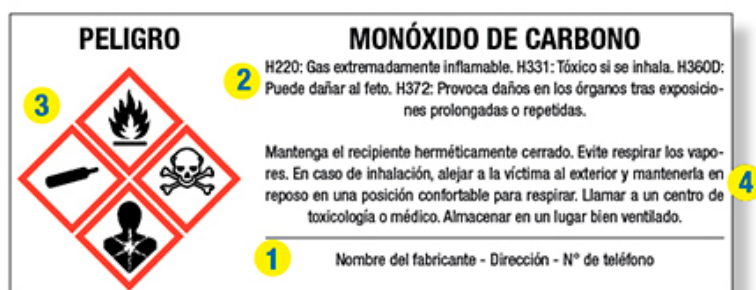 PELIGRO
MONÓXIDO DE CARBONO
2
H220: Gas extremadamente inflamable. H331: Tóxico si se inhala. H360D:
Puede dañar al feto. H372: Provoca daños en los órganos tras exposicio-
nes prolongadas o repetidas.
3
Mantenga el recipiente herméticamente cerrado. Evite respirar los vapo-
res. En caso de inhalación, alejar a la víctima al exterior y mantenerla en
reposo en una posición confortable para respirar. Llamar a un centro de
toxicología o médico. Almacenar en un lugar bien ventilado.
4
1
Nombre del fabricante - Dirección - Nº de teléfono